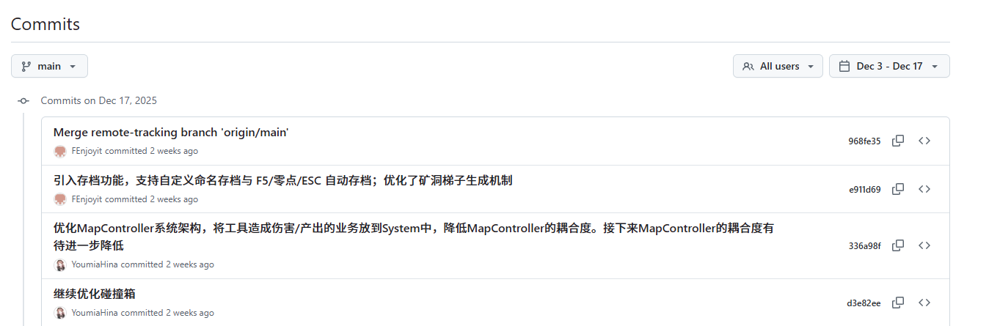 Commits
main
All users
Dec 3 - Dec 17
Commits on Dec 17, 2025
Merge remote-tracking branch 'origin/main'
FEnjoyit committed 2 weeks ago
968fe35
引入存档功能，支持自定义命名存档与 F5/零点/ESC 自动存档；优化了矿洞梯子生成机制
FEnjoyit committed 2 weeks ago
e911d69
优化MapController系统架构，将工具造成伤害/产出的业务放到System中，降低MapController的耦合度。接下来MapController的耦合度有
待进一步降低
YoumiaHina committed 2 weeks ago
336a98f
继续优化碰撞箱
YoumiaHina committed 2 weeks ago
d3e82ee